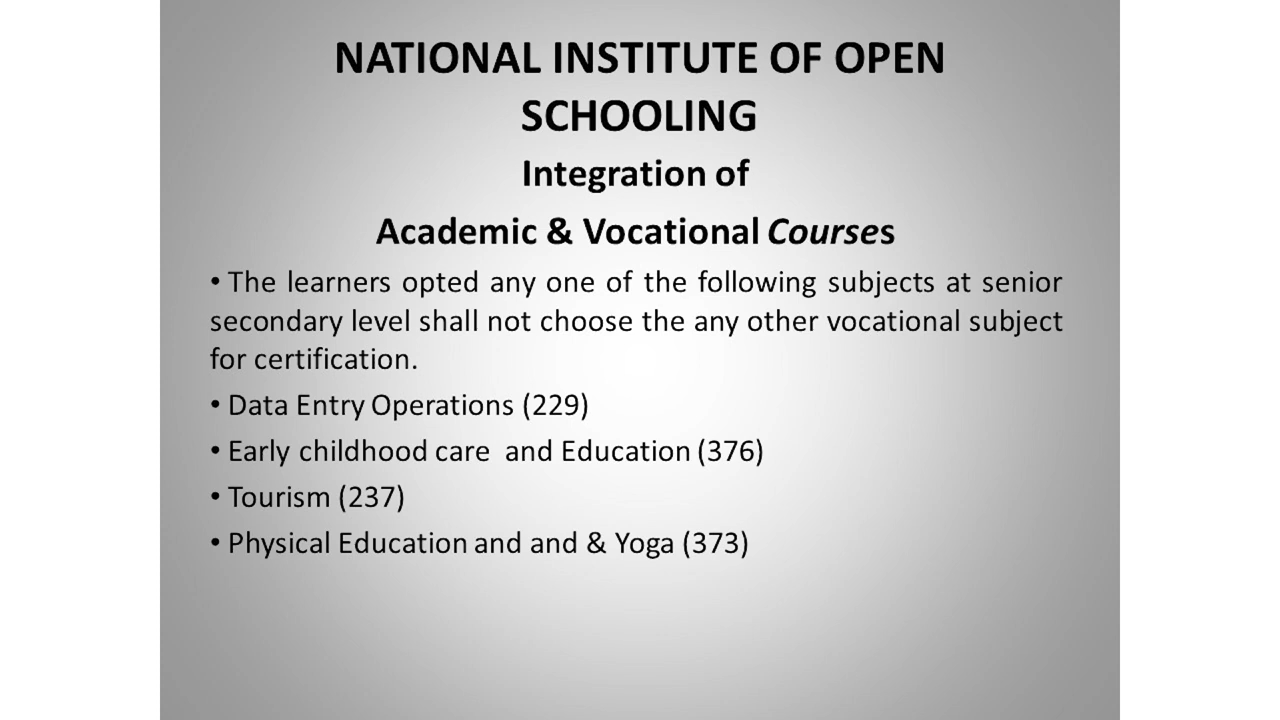 NATIONAL INSTITUTE OF OPEN
SCHOOLING
Integration of
Academic & Vocational Courses
• The learners opted any one of the following subjects at senior
secondary level shall not choose the any other vocational subject
for certification.
• Data Entry Operations (229)
• Early childhood care and Education (376)
• Tourism (237)
• Physical Education and and & Yoga (373)